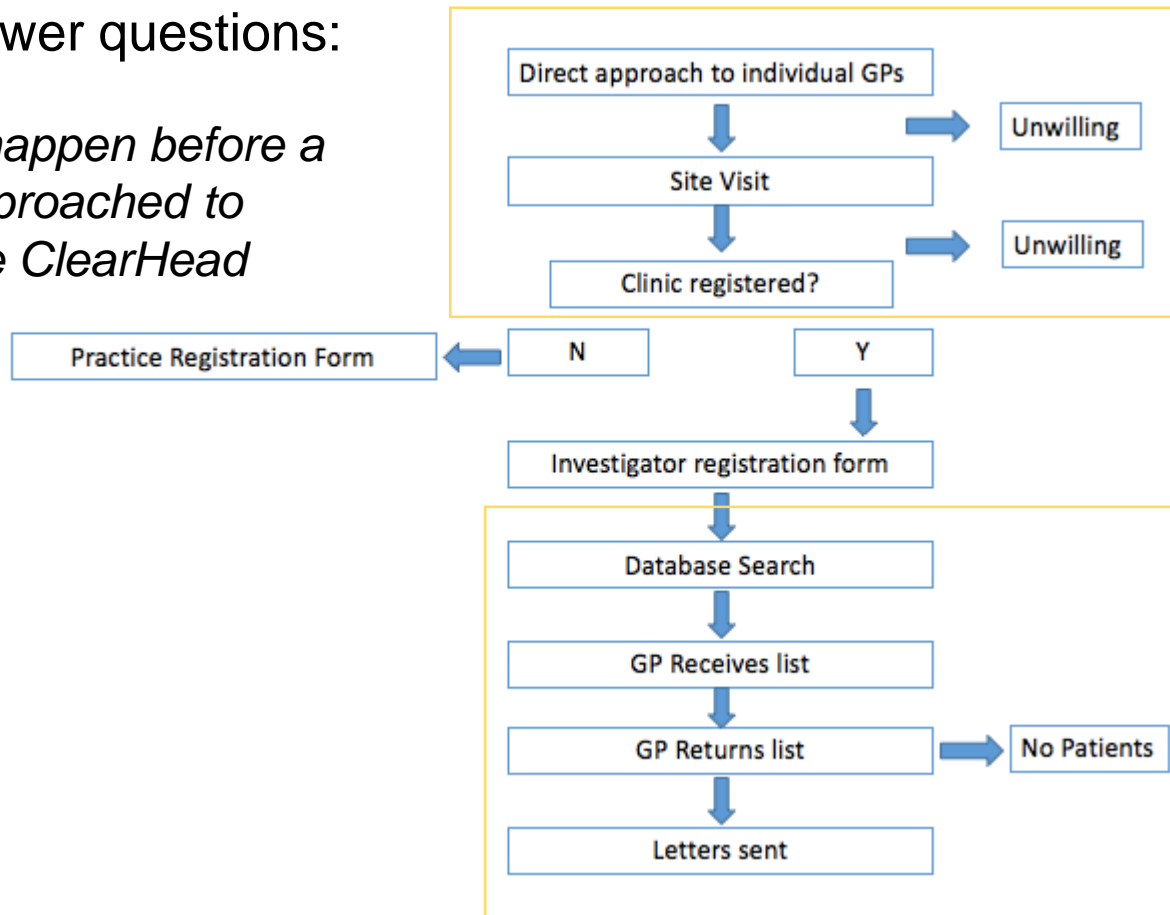 wer questions:
happen before a
proached to
e ClearHead
Direct approach to individual GPs
Unwilling
Site Visit
Unwilling
Clinic registered?
Practice Registration Form
N
Y
Investigator registration form
Database Search
GP Receives list
GP Returns list
No Patients
Letters sent